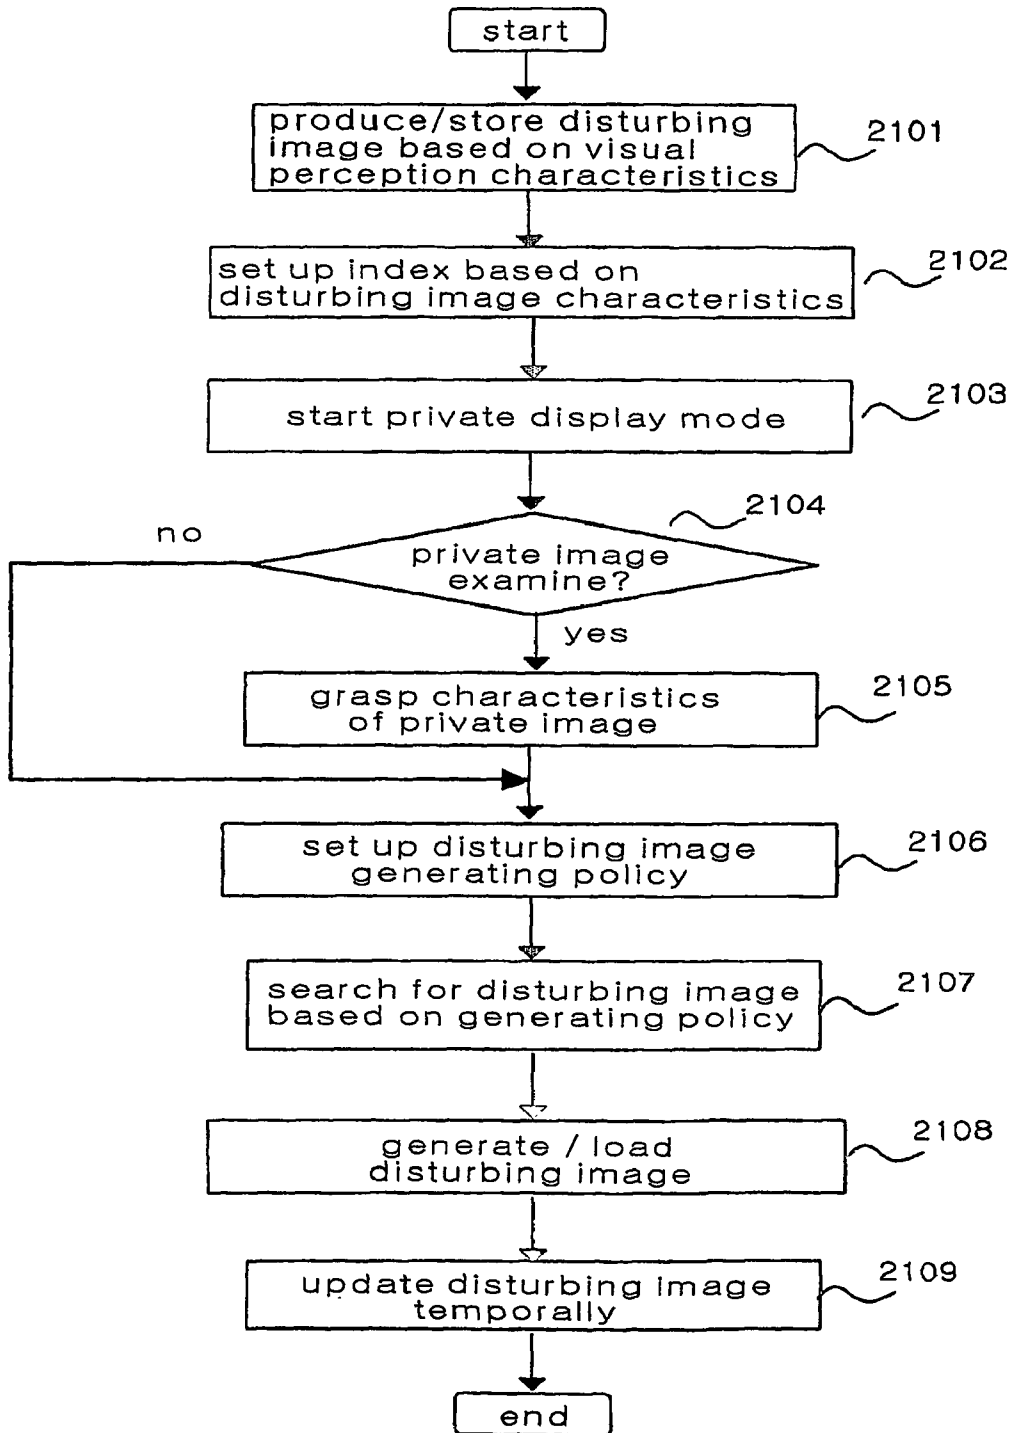 start
produce/store disturbing
image based on visual
perception characteristics
2101
set up index based on
disturbing image characteristics
2102
start private display mode
2103
private image
examine?
2104
no
yes
grasp characteristics
of private image
2105
set up disturbing image
generating policy
2106
search for disturbing image
based on generating policy
2107
generate / load
disturbing image
2108
update disturbing image
temporally
2109
end